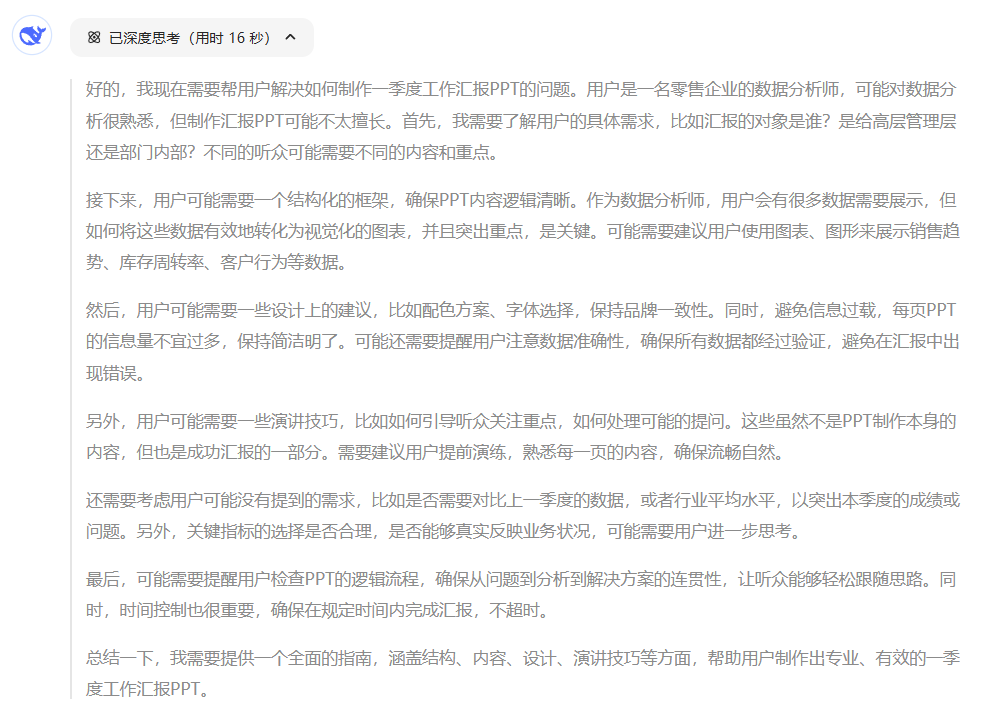 已深度思考（用时 16 秒）
好的，我现在需要帮用户解决如何制作一季度工作汇报PPT的问题。用户是一名零售企业的数据分析师，可能对数据分
析很熟悉，但制作汇报PPT可能不太擅长。首先，我需要了解用户的具体需求，比如汇报的对象是谁？是给高层管理层
还是部门内部？不同的听众可能需要不同的内容和重点。
接下来，用户可能需要一个结构化的框架，确保PPT内容逻辑清晰。作为数据分析师，用户会有很多数据需要展示，但
如何将这些数据有效地转化为视觉化的图表，并且突出重点，是关键。可能需要建议用户使用图表、图形来展示销售趋
势、库存周转率、客户行为等数据。
然后，用户可能需要一些设计上的建议，比如配色方案、字体选择，保持品牌一致性。同时，避免信息过载，每页PPT
的信息量不宜过多，保持简洁明了。可能还需要提醒用户注意数据准确性，确保所有数据都经过验证，避免在汇报中出
现错误。
另外，用户可能需要一些演讲技巧，比如如何引导听众关注重点，如何处理可能的提问。这些虽然不是PPT制作本身的
内容，但也是成功汇报的一部分。需要建议用户提前演练，熟悉每一页的内容，确保流畅自然。
还需要考虑用户可能没有提到的需求，比如是否需要对比上一季度的数据，或者行业平均水平，以突出本季度的成绩或
问题。另外，关键指标的选择是否合理，是否能够真实反映业务状况，可能需要用户进一步思考。
最后，可能需要提醒用户检查PPT的逻辑流程，确保从问题到分析到解决方案的连贯性，让听众能够轻松跟随思路。同
时，时间控制也很重要，确保在规定时间内完成汇报，不超时。
总结一下，我需要提供一个全面的指南，涵盖结构、内容、设计、演讲技巧等方面，帮助用户制作出专业、有效的一季
度工作汇报PPT。